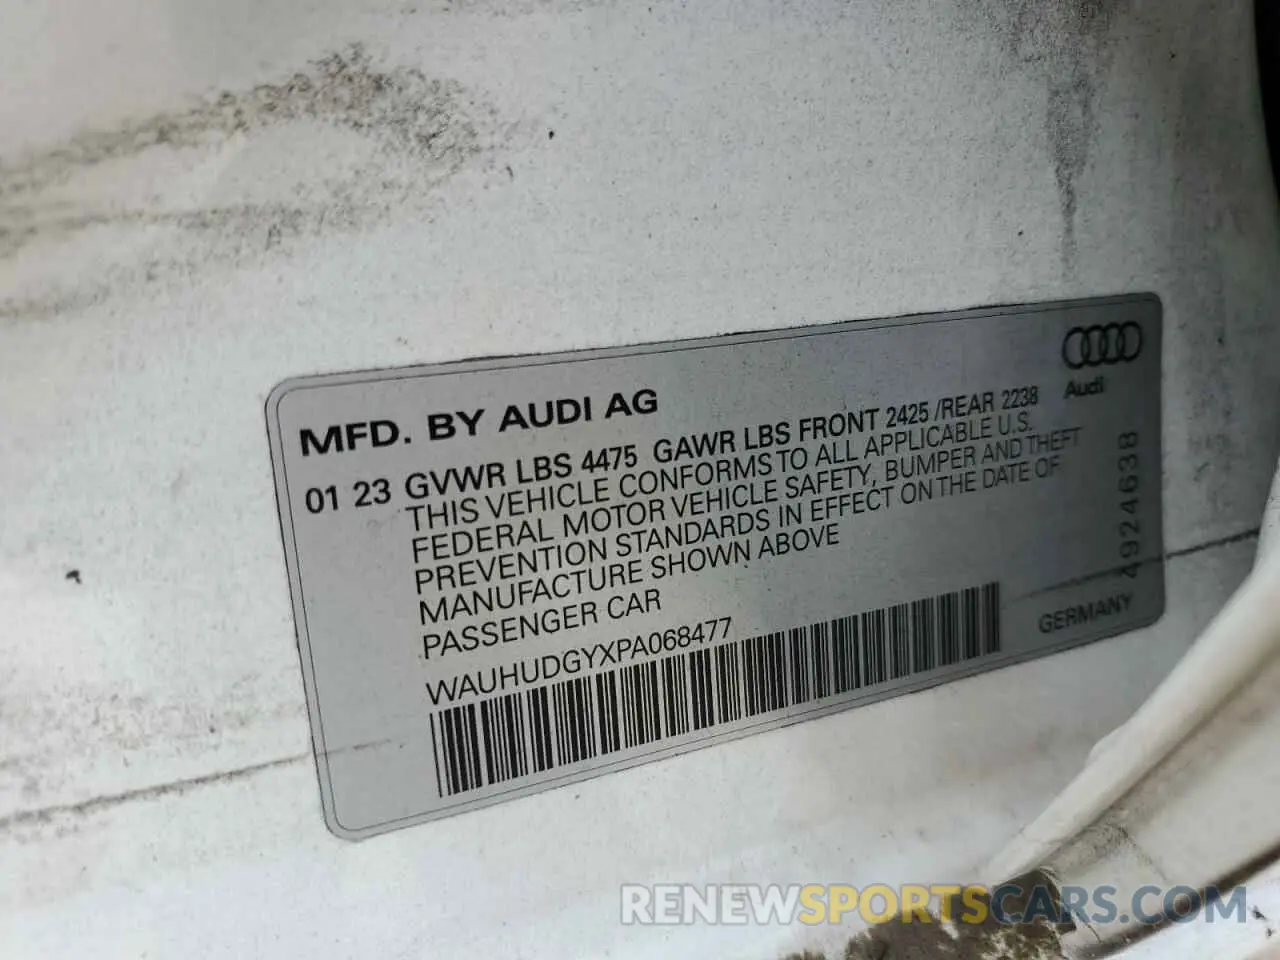 Audi
MFD. BY AUDI AG
01 23 GVWR LBS 4475 GAWR LBS FRONT 2425 /REAR 2238
THIS VEHICLE CONFORMS TO ALL APPLICABLE U.S.
FEDERAL MOTOR VEHICLE SAFETY, BUMPER AND THEFT
PREVENTION STANDARDS IN EFFECT ON THE DATE OF
MANUFACTURE SHOWN ABOVE
PASSENGER CAR
WAUHUDGYXPA068477
4924638
GERMANY
RENEWSPORTSCARS.COM